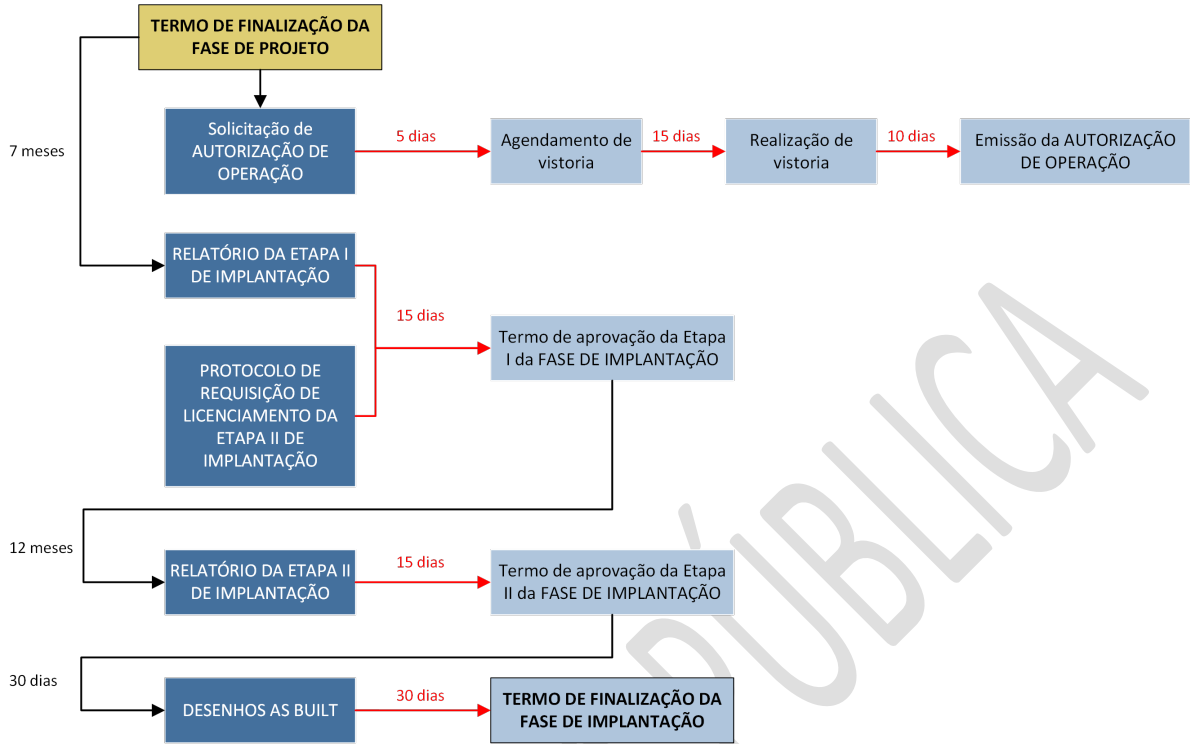 TERMO DE FINALIZAÇÃO DA
FASE DE PROJETO
7 meses
Solicitação de
AUTORIZAÇÃO DE
OPERAÇÃO
5 dias
Agendamento de
vistoria
15 dias
Realização de
vistoria
10 dias
Emissão da AUTORIZAÇÃO
DE OPERAÇÃO
RELATÓRIO DA ETAPA I
DE IMPLANTAÇÃO
15 dias
Termo de aprovação da Etapa
I da FASE DE IMPLANTAÇÃO
PROTOCOLO DE
REQUISIÇÃO DE
LICENCIAMENTO DA
ETAPA II DE
IMPLANTAÇÃO
12 meses
RELATÓRIO DA ETAPA II
DE IMPLANTAÇÃO
15 dias
Termo de aprovação da Etapa
II da FASE DE IMPLANTAÇÃO
30 dias
DESENHOS AS BUILT
30 dias
TERMO DE FINALIZAÇÃO DA
FASE DE IMPLANTAÇÃO
PÚBLICA